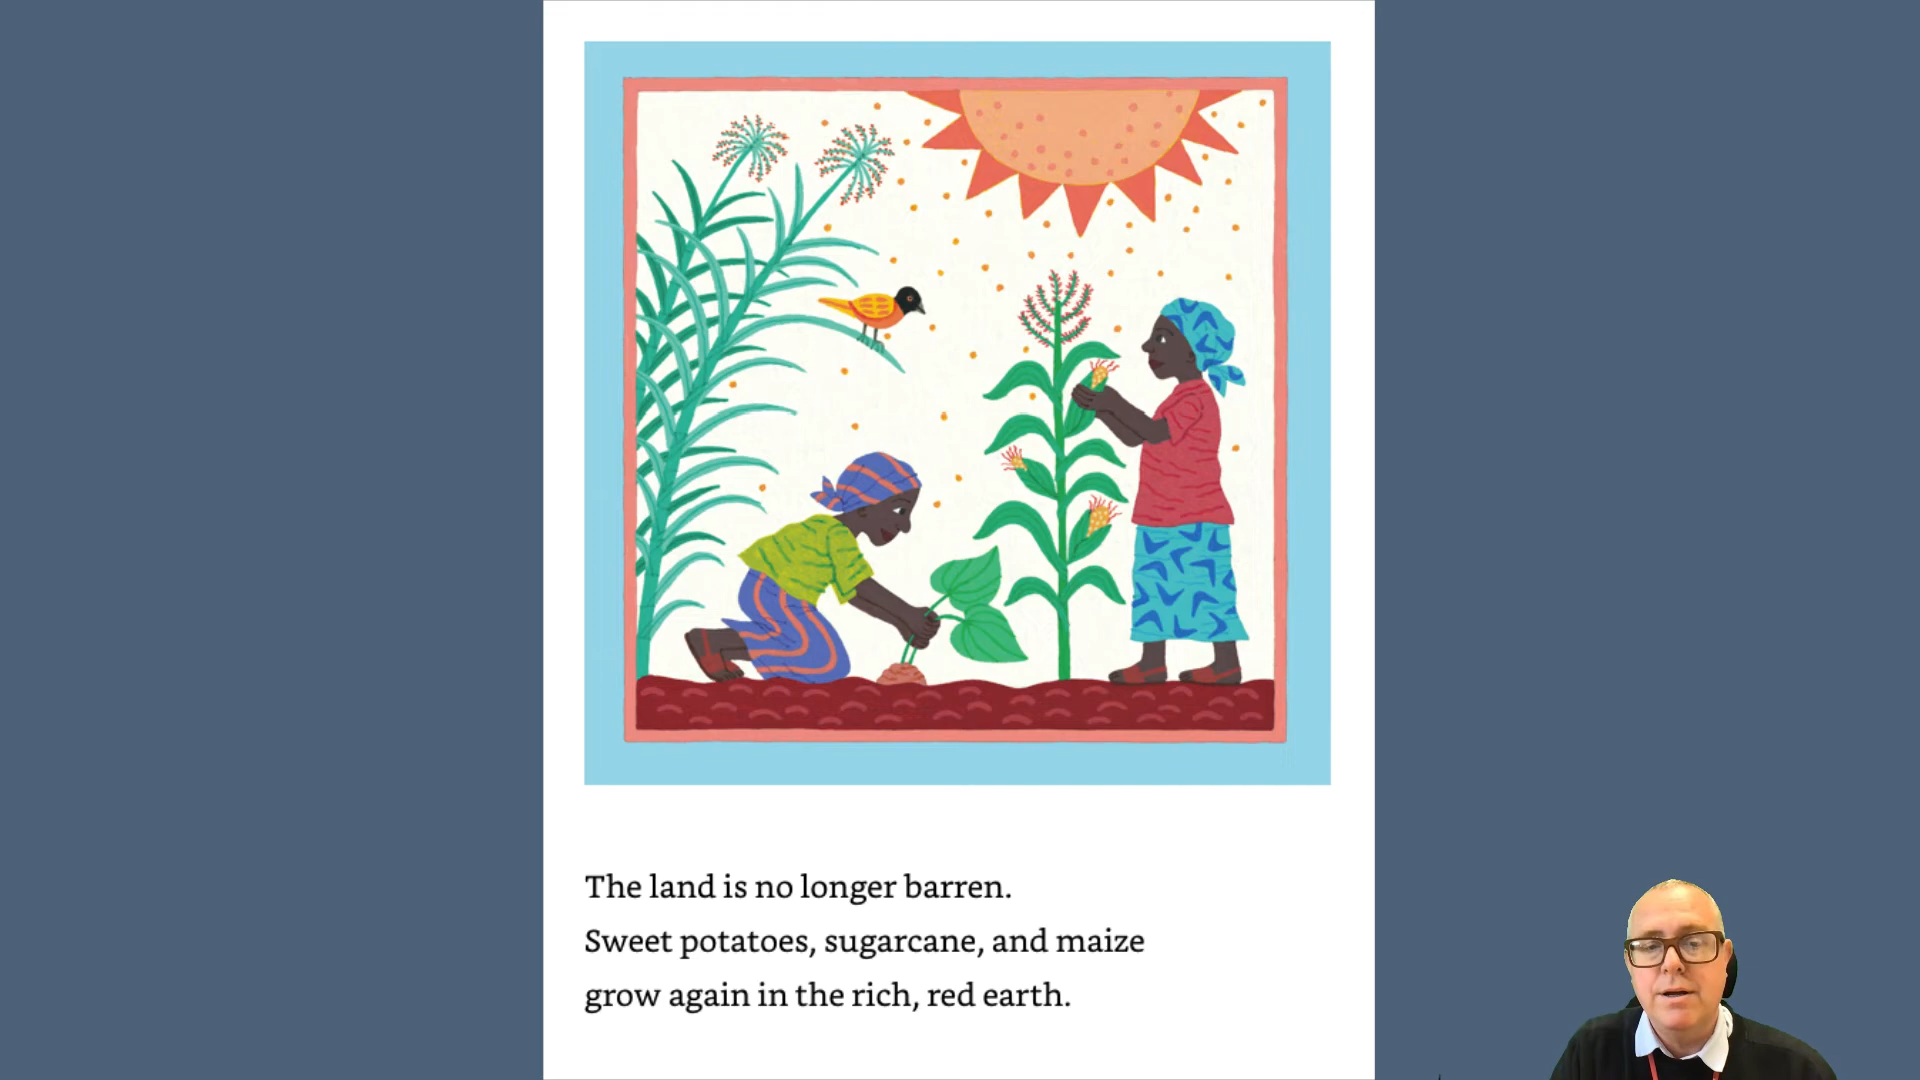 The land is no longer barren.
Sweet potatoes, sugarcane, and maize
grow again in the rich, red earth.